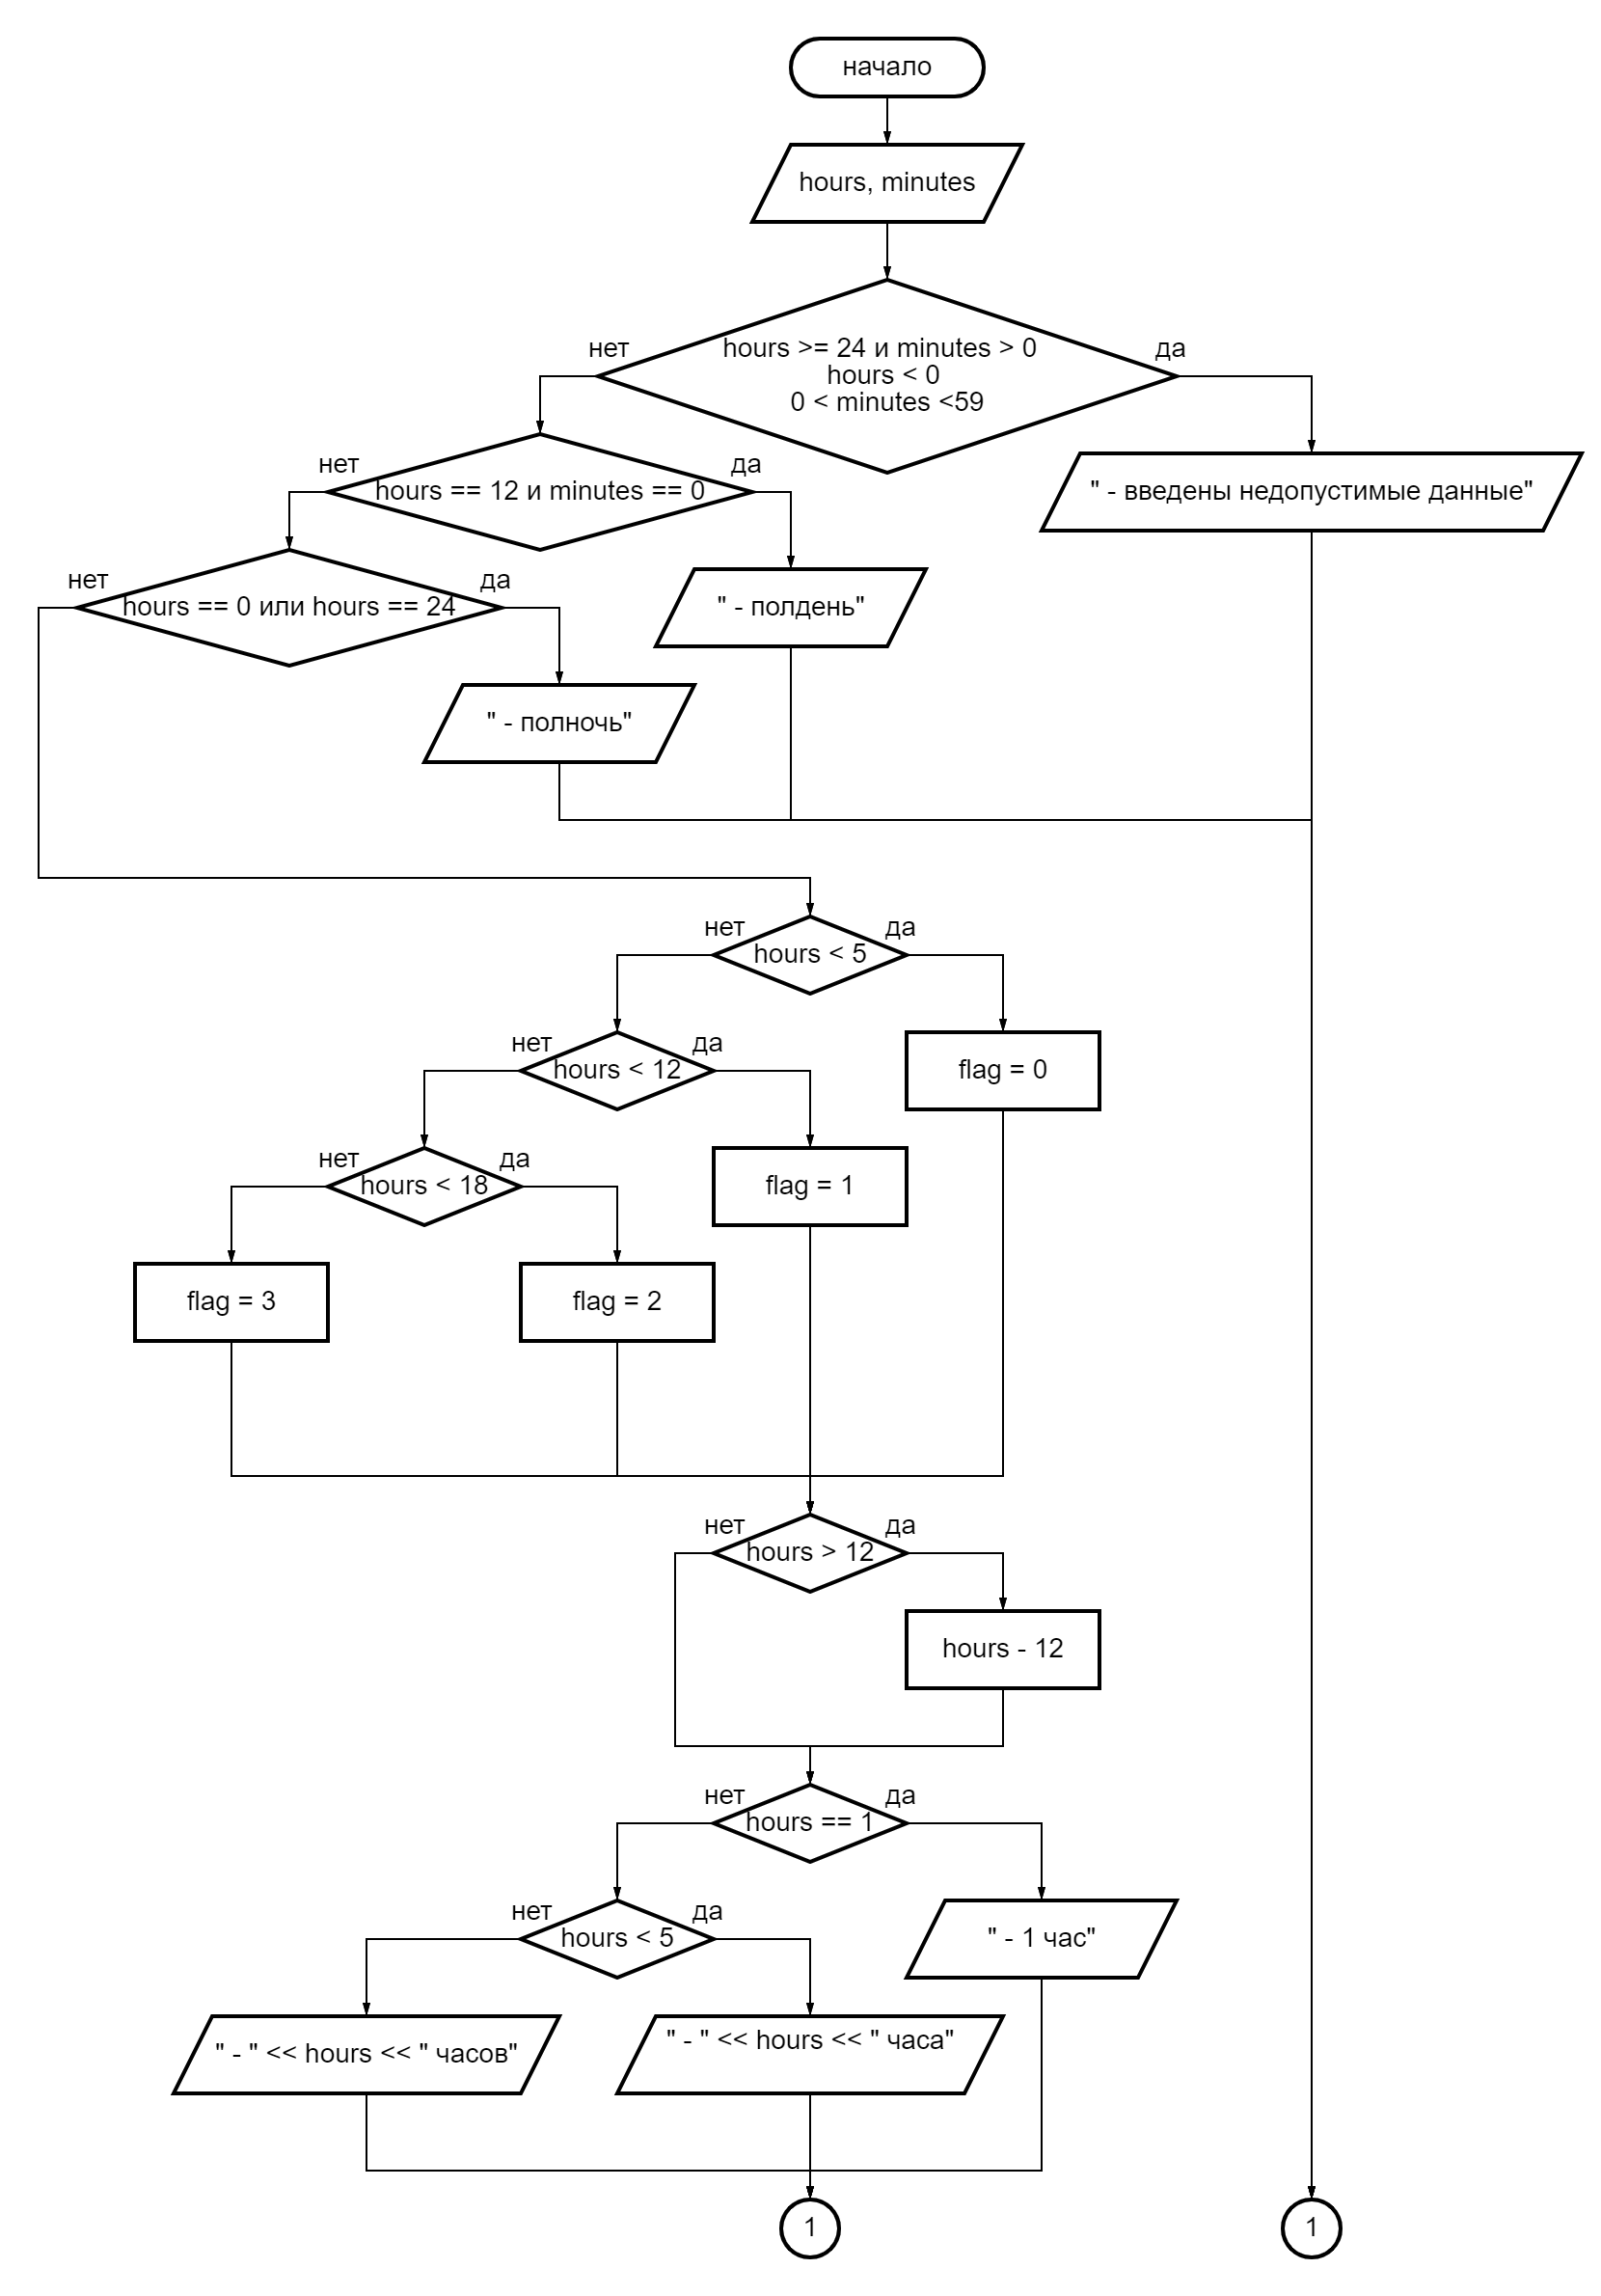 начало
hours, minutes
нет
да
hours >= 24 и minutes > 0
hours < 0
0 < minutes <59
нет
да
hours == 12 и minutes == 0
" - введены недопустимые данные"
нет
да
hours == 0 или hours == 24
" - полдень"
" - полночь"
нет
да
hours < 5
нет
да
hours < 12
flag = 0
нет
да
hours < 18
flag = 1
flag = 3
flag = 2
нет
да
hours > 12
hours - 12
нет
да
hours == 1
нет
да
hours < 5
" - 1 час"
" - " << hours << " часов"
" - " << hours << " часа"
1
1